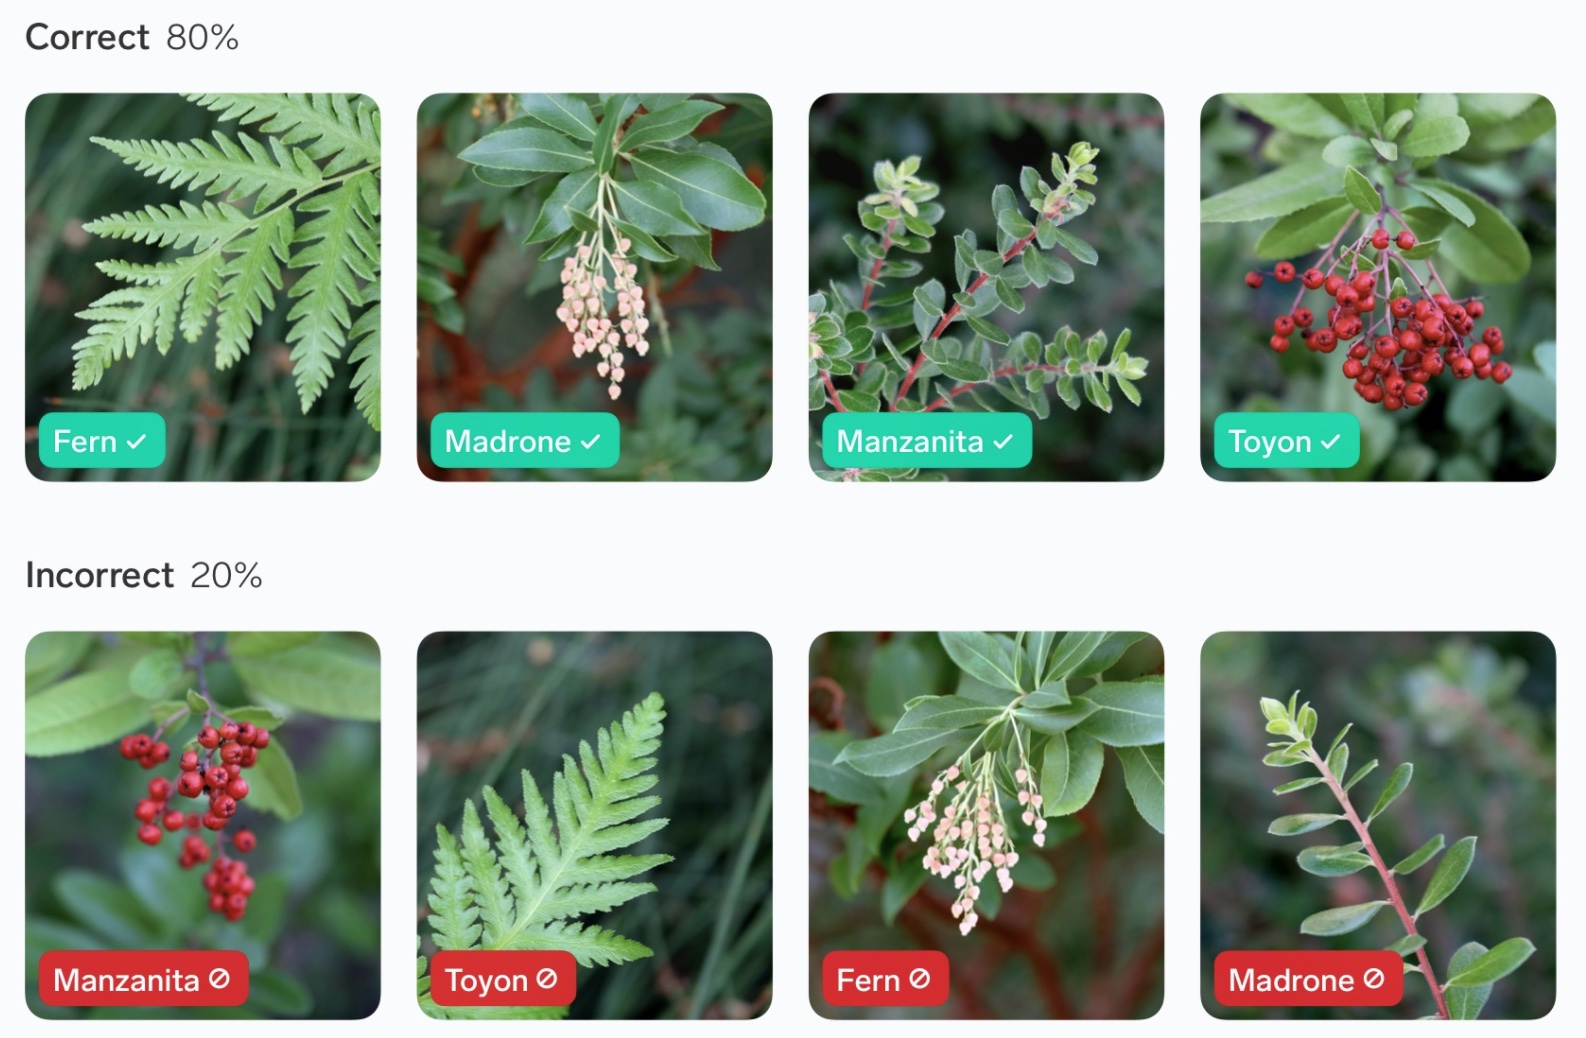 Correct 80%
Fern
Madrone
Manzanita
Toyon
Incorrect 20%
Manzanita
Toyon
Fern
Madrone